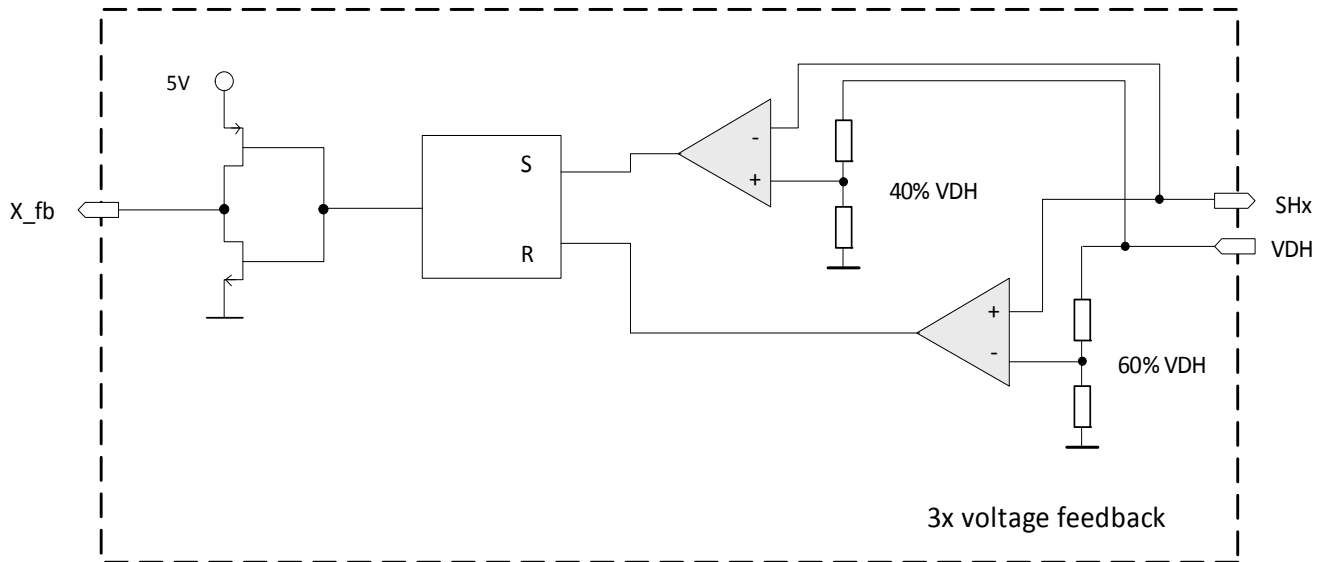 5V
S
-
+
40% VDH
X_fb
SHx
R
VDH
+
-
60% VDH
3x voltage feedback